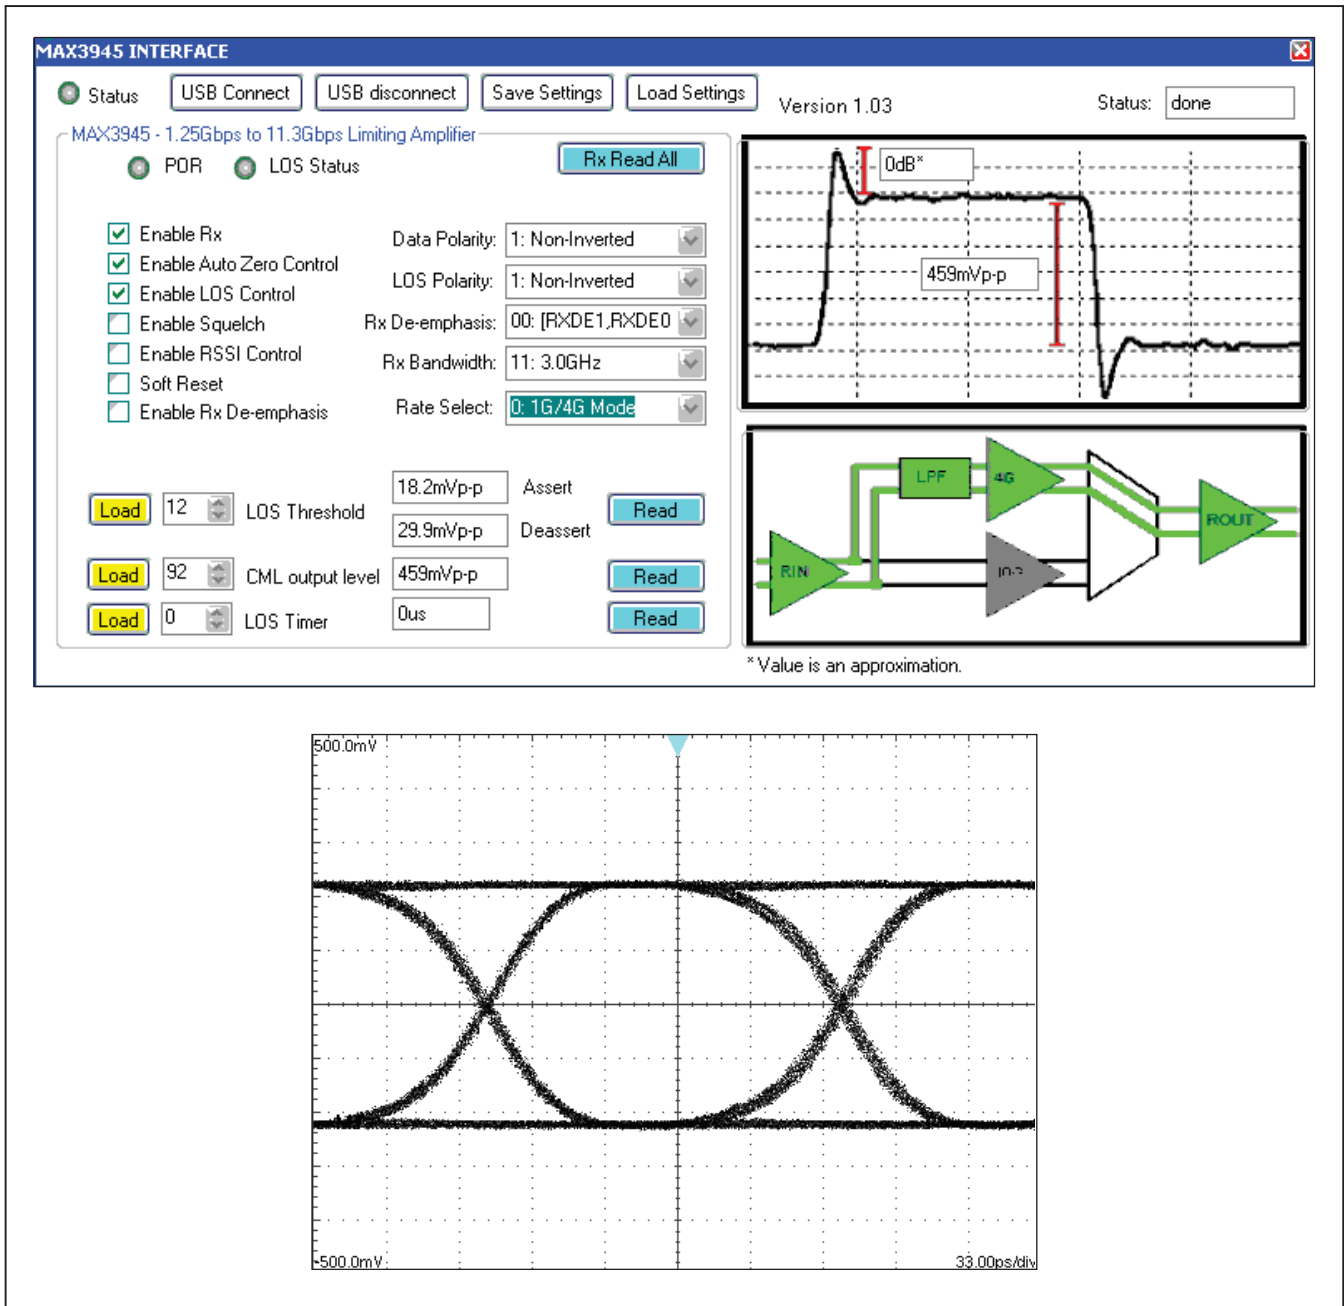 MAX3945 INTERFACE
Status
USB Connect
USB disconnect
Save Settings
Load Settings
Version 1.03
Status:
done
MAX3945 - 1.25Gbps to 11.3Gbps Limiting Amplifier
POR
LOS Status
Rx Read All
Enable Rx
Enable Auto Zero Control
Enable LOS Control
Enable Squelch
Enable RSSI Control
Soft Reset
Enable Rx De-emphasis
Data Polarity:
1: Non-Inverted
LOS Polarity:
1: Non-Inverted
Rx De-emphasis:
00: [RXDE1,RXDE0
Rx Bandwidth:
11: 3.0GHz
Rate Select:
0: 1G/4G Mode
Load
12
LOS Threshold
18.2mVp-p
Assert
29.9mVp-p
Deassert
Read
Load
92
CML output level
459mVp-p
Read
Load
0
LOS Timer
0us
Read
0dB*
459mVp-p
LPF
4G
RIN
ROUT
* Value is an approximation.
500.0mV
-500.0mV
33.00ps/div